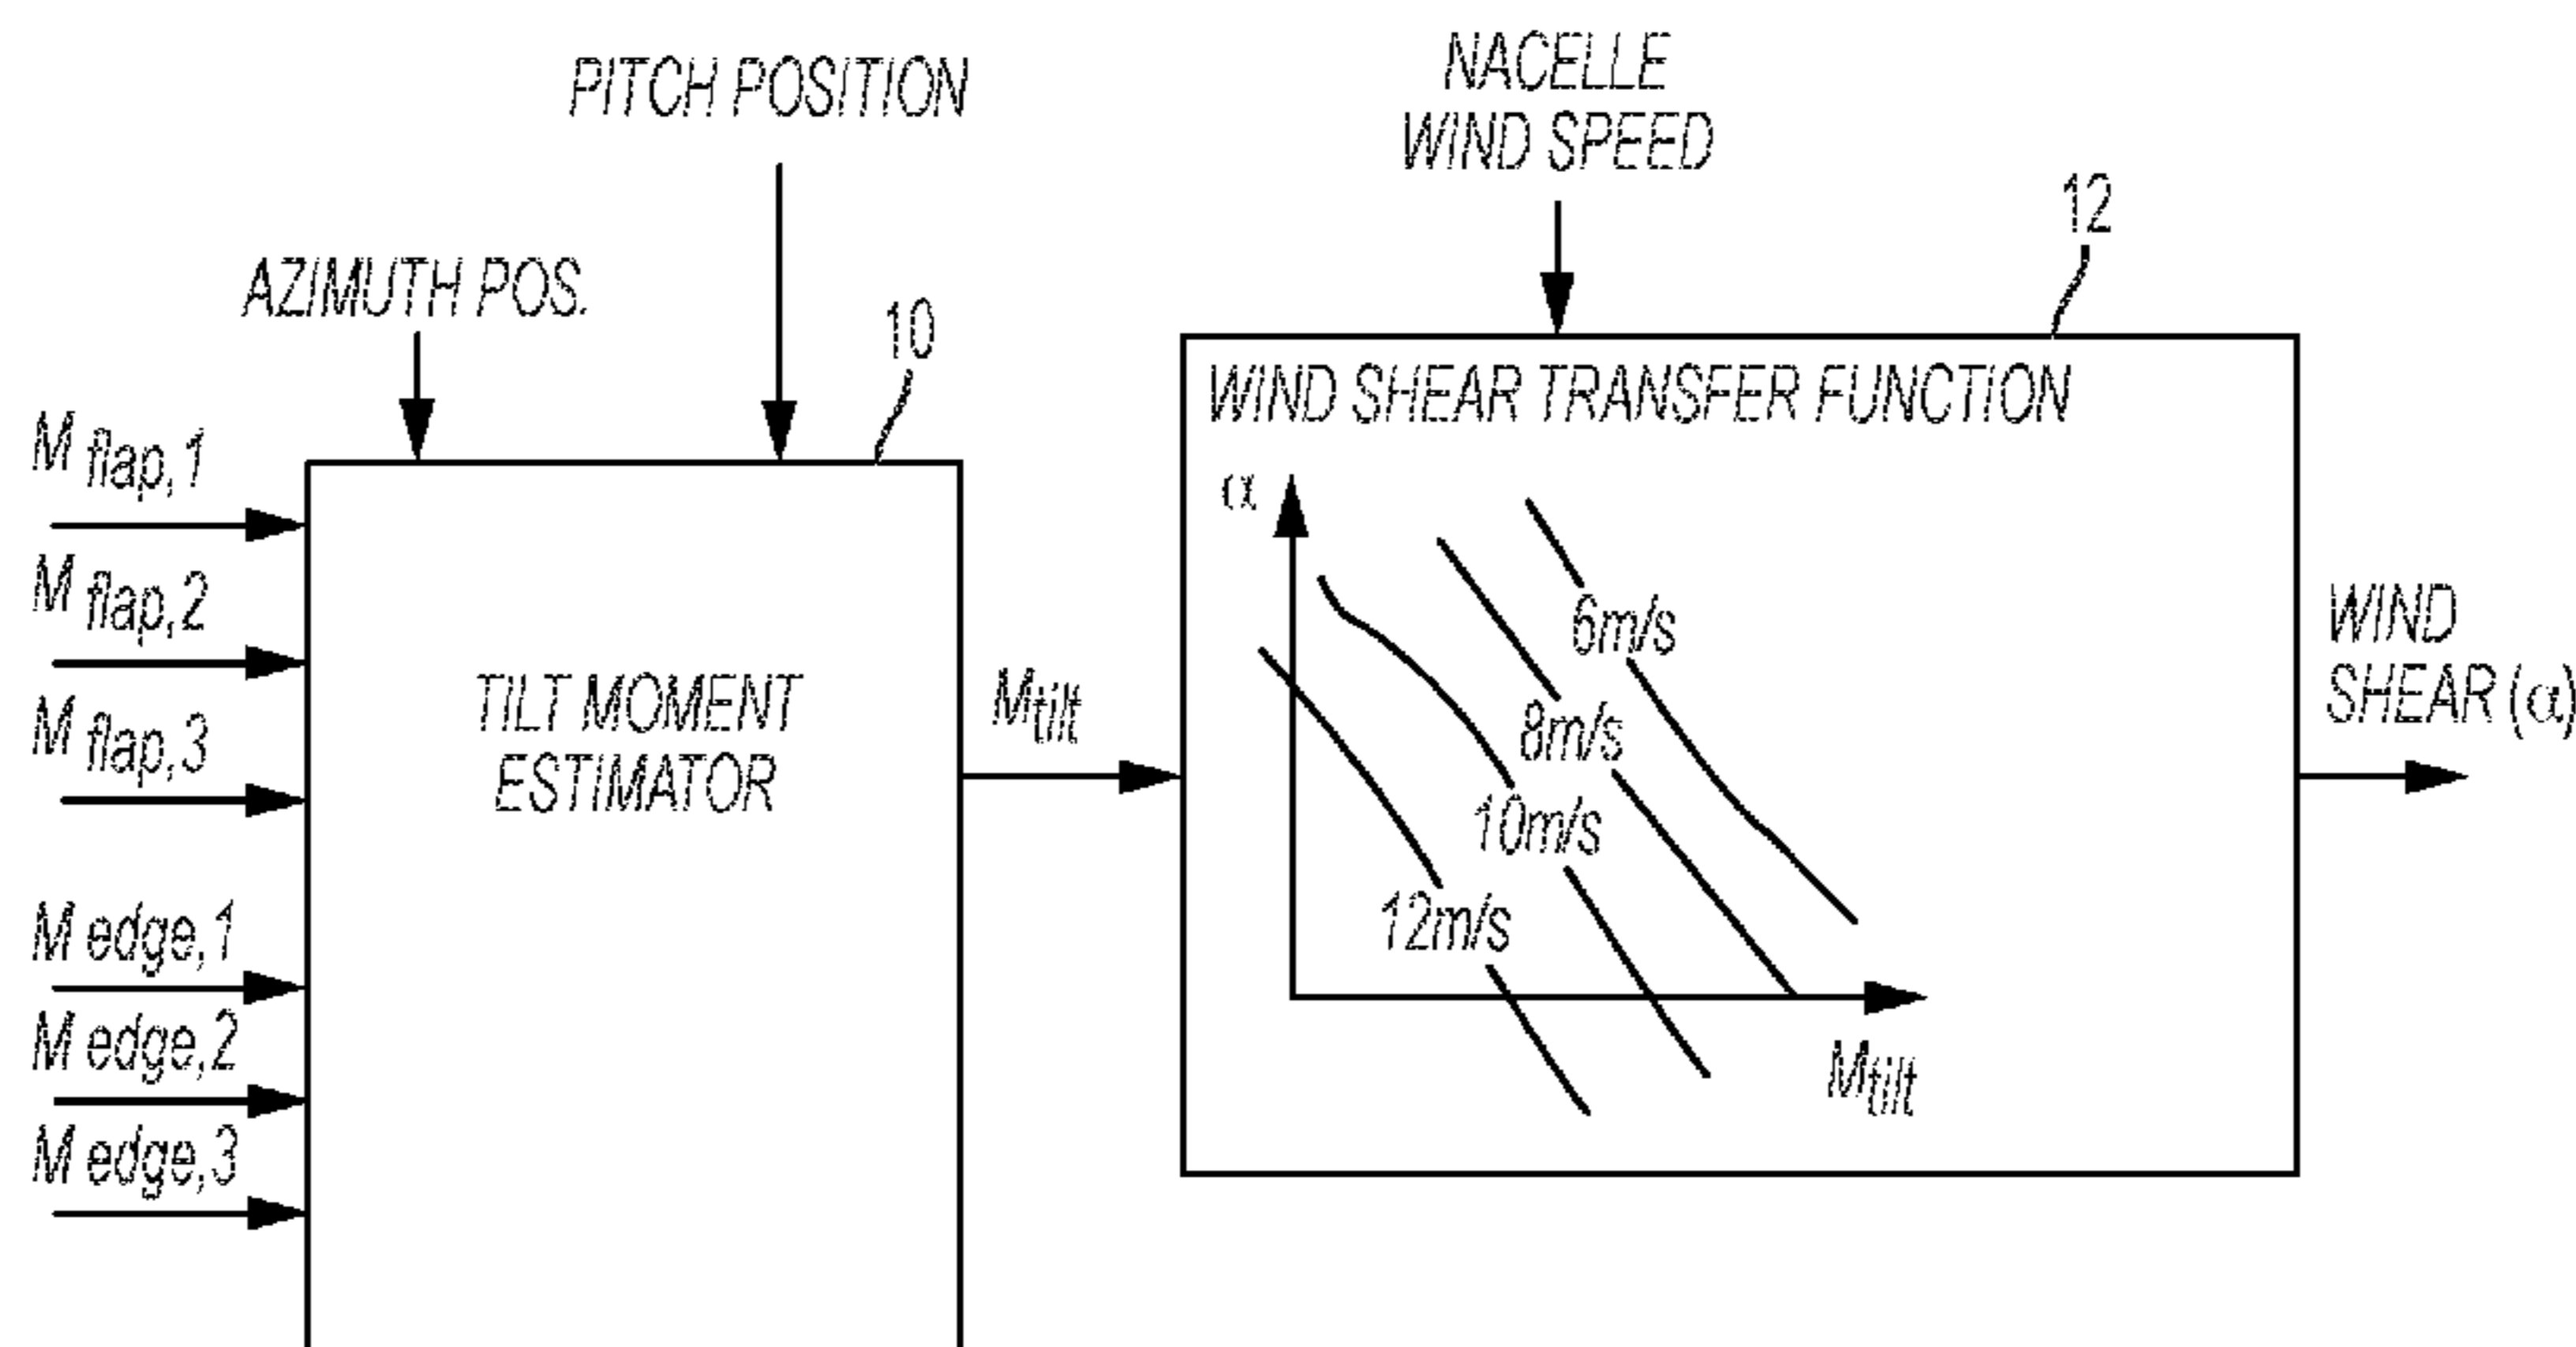 PITCH POSITION
NACELLE
WIND SPEED
AZIMUTH POS.
10
12
M flap,1
M flap,2
M flap,3
M edge,1
M edge,2
M edge,3
TILT MOMENT
ESTIMATOR
Mtilt
WIND SHEAR TRANSFER FUNCTION
α
6m/s
8m/s
10m/s
12m/s
Mtilt
WIND
SHEAR (α)